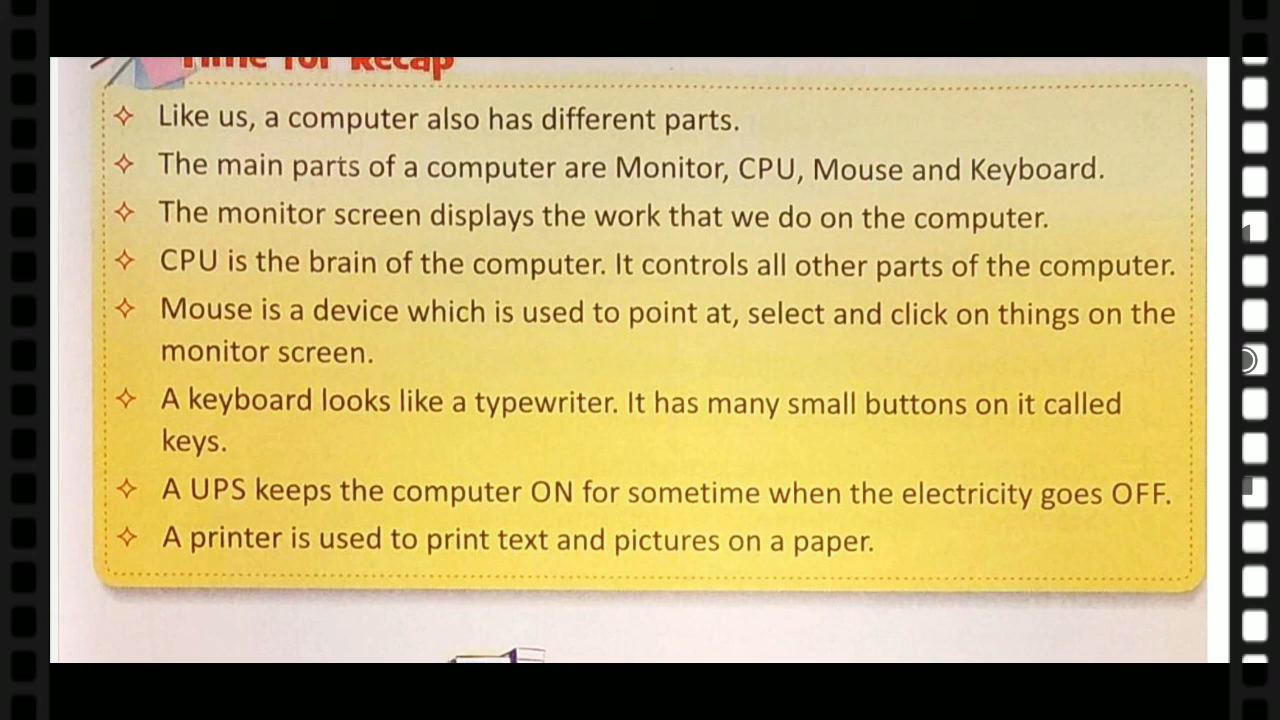 Time for Recap
Like us, a computer also has different parts.
The main parts of a computer are Monitor, CPU, Mouse and Keyboard.
The monitor screen displays the work that we do on the computer.
CPU is the brain of the computer. It controls all other parts of the computer.
Mouse is a device which is used to point at, select and click on things on the
monitor screen.
A keyboard looks like a typewriter. It has many small buttons on it called
keys.
A UPS keeps the computer ON for sometime when the electricity goes OFF.
A printer is used to print text and pictures on a paper.